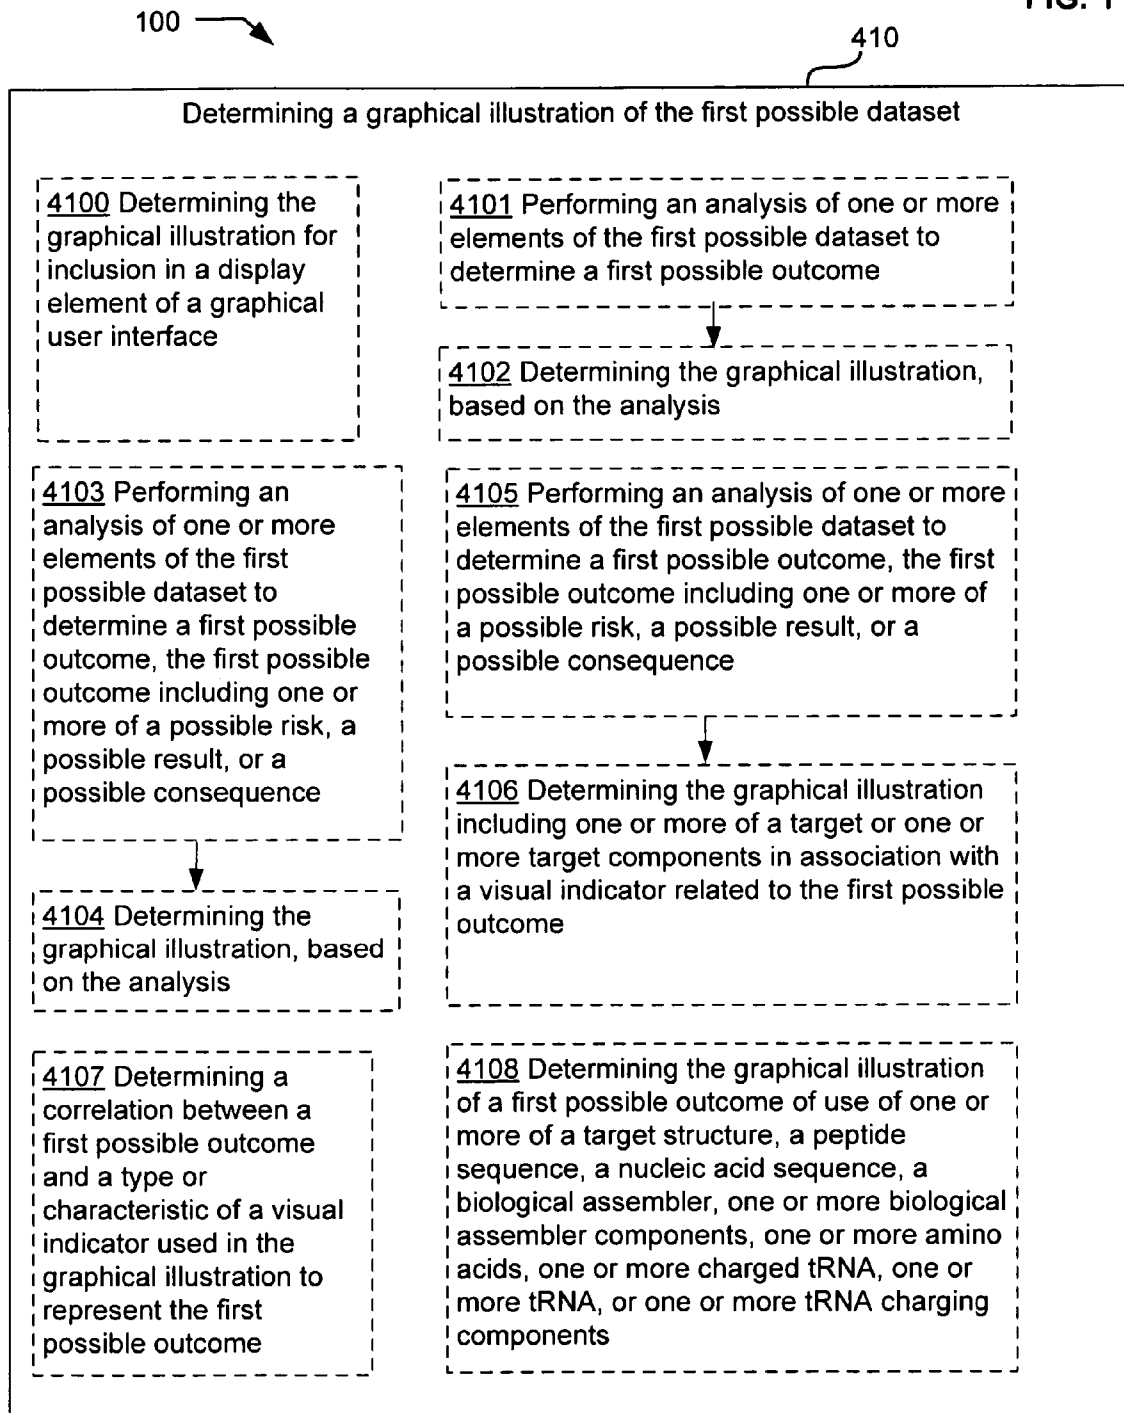 FIG. 1
100
410
Determining a graphical illustration of the first possible dataset
4100 Determining the
graphical illustration for
inclusion in a display
element of a graphical
user interface
4101 Performing an analysis of one or more
elements of the first possible dataset to
determine a first possible outcome
4102 Determining the graphical illustration,
based on the analysis
4103 Performing an
analysis of one or more
elements of the first
possible dataset to
determine a first possible
outcome, the first possible
outcome including one or
more of a possible risk, a
possible result, or a
possible consequence
4104 Determining the
graphical illustration, based
on the analysis
4105 Performing an analysis of one or more
elements of the first possible dataset to
determine a first possible outcome, the first
possible outcome including one or more of
a possible risk, a possible result, or a
possible consequence
4106 Determining the graphical illustration
including one or more of a target or one or
more target components in association with
a visual indicator related to the first possible
outcome
4107 Determining a
correlation between a
first possible outcome
and a type or
characteristic of a visual
indicator used in the
graphical illustration to
represent the first
possible outcome
4108 Determining the graphical illustration
of a first possible outcome of use of one or
more of a target structure, a peptide
sequence, a nucleic acid sequence, a
biological assembler, one or more biological
assembler components, one or more amino
acids, one or more charged tRNA, one or
more tRNA, or one or more tRNA charging
components